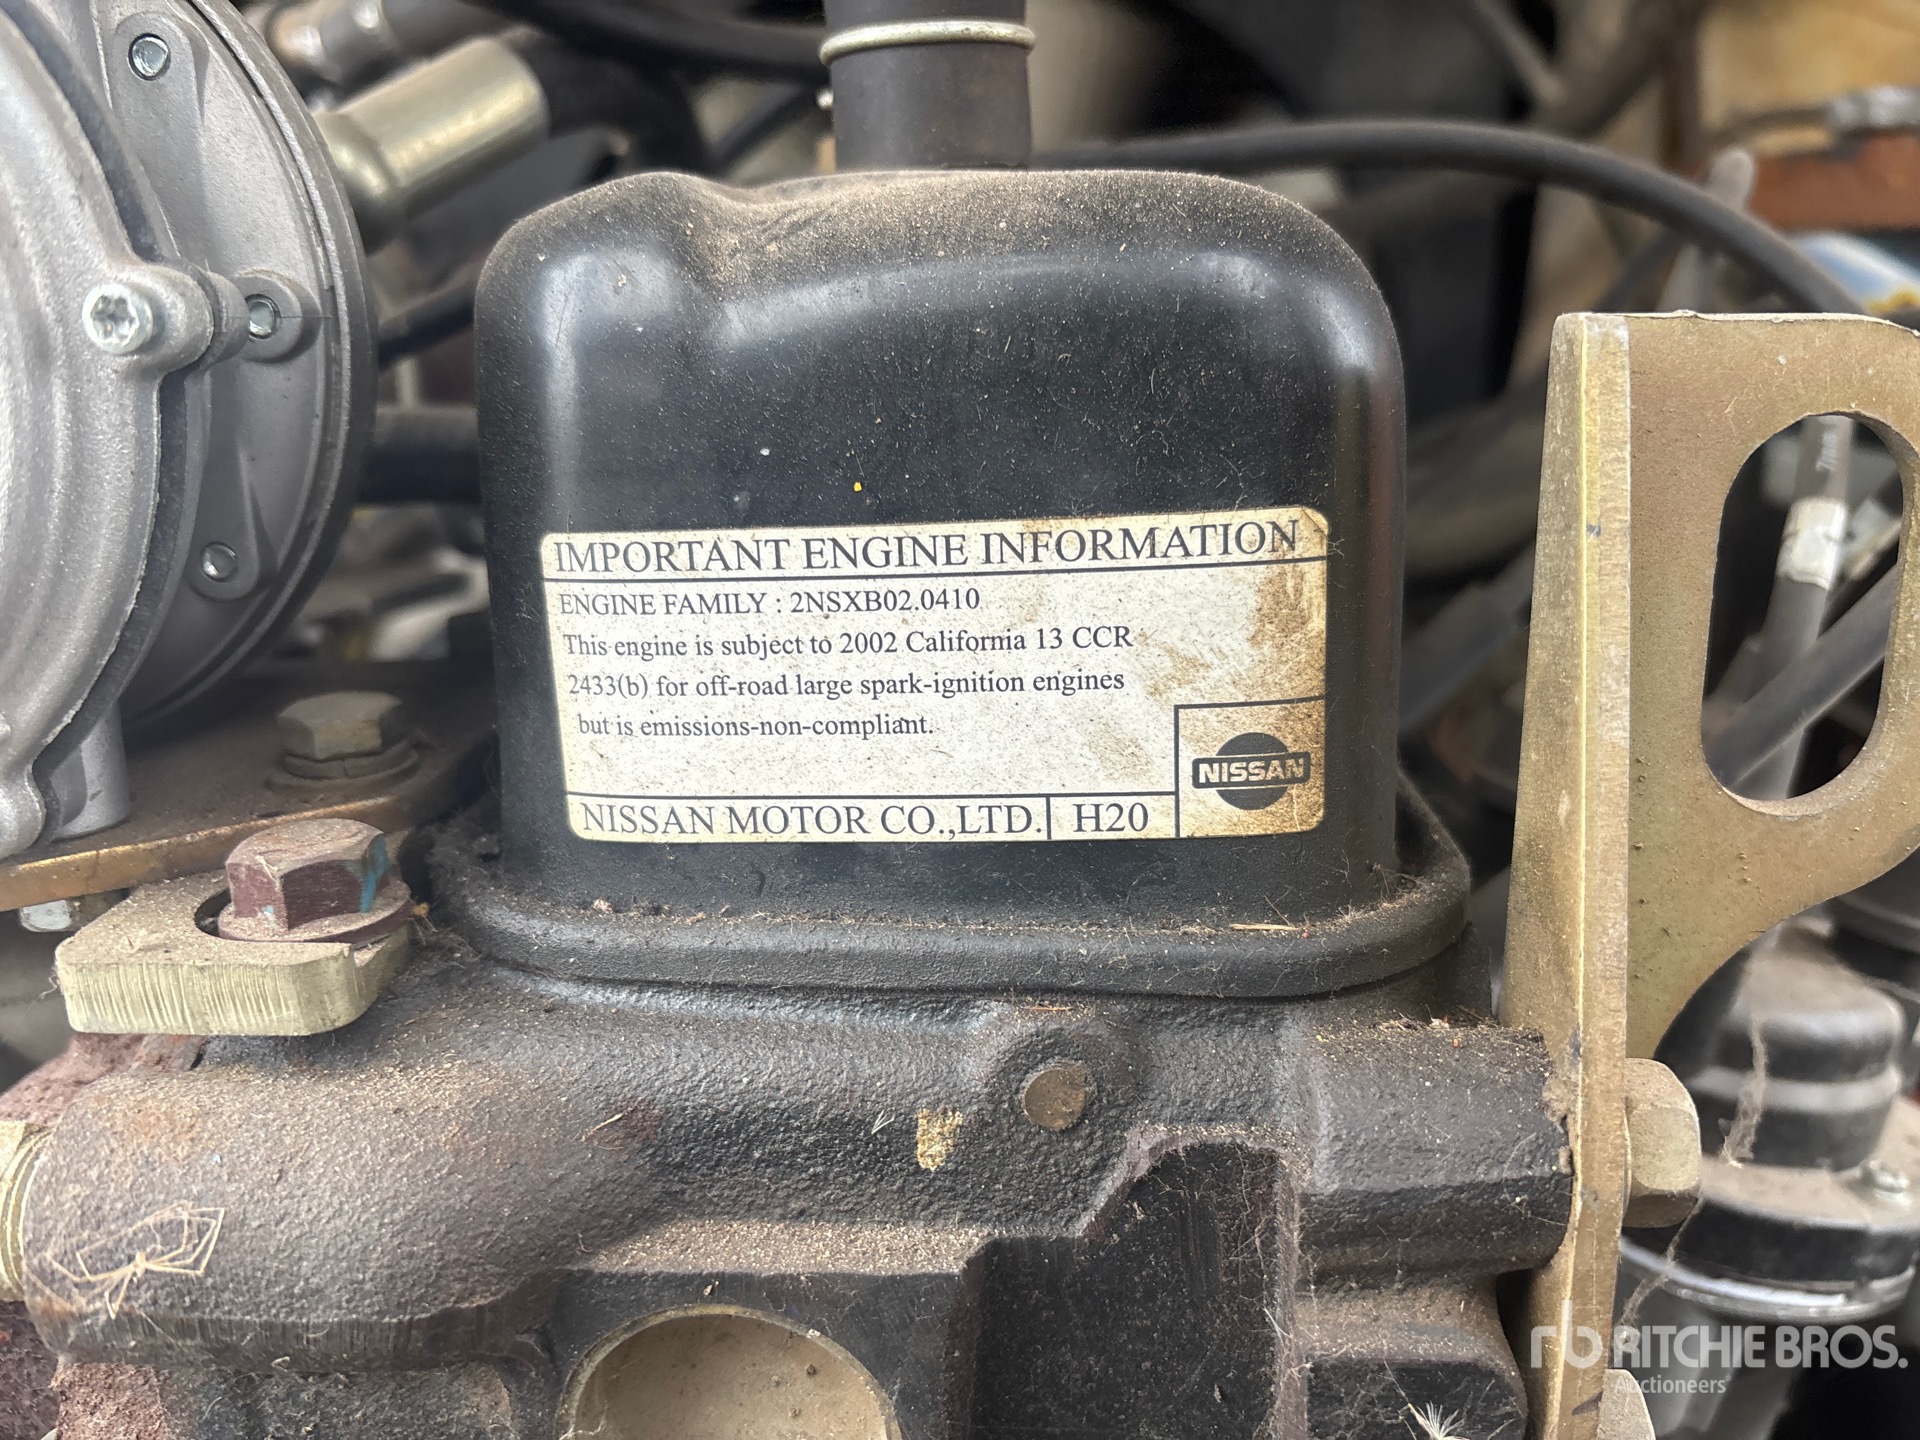 IMPORTANT ENGINE INFORMATION
ENGINE FAMILY : 2NSXB02.0410
This engine is subject to 2002 California 13 CCR
2433(b) for off-road large spark-ignition engines
but is emissions-non-compliant.
NISSAN
NISSAN MOTOR CO.,LTD. H20
rb RITCHIE BROS.
Auctioneers